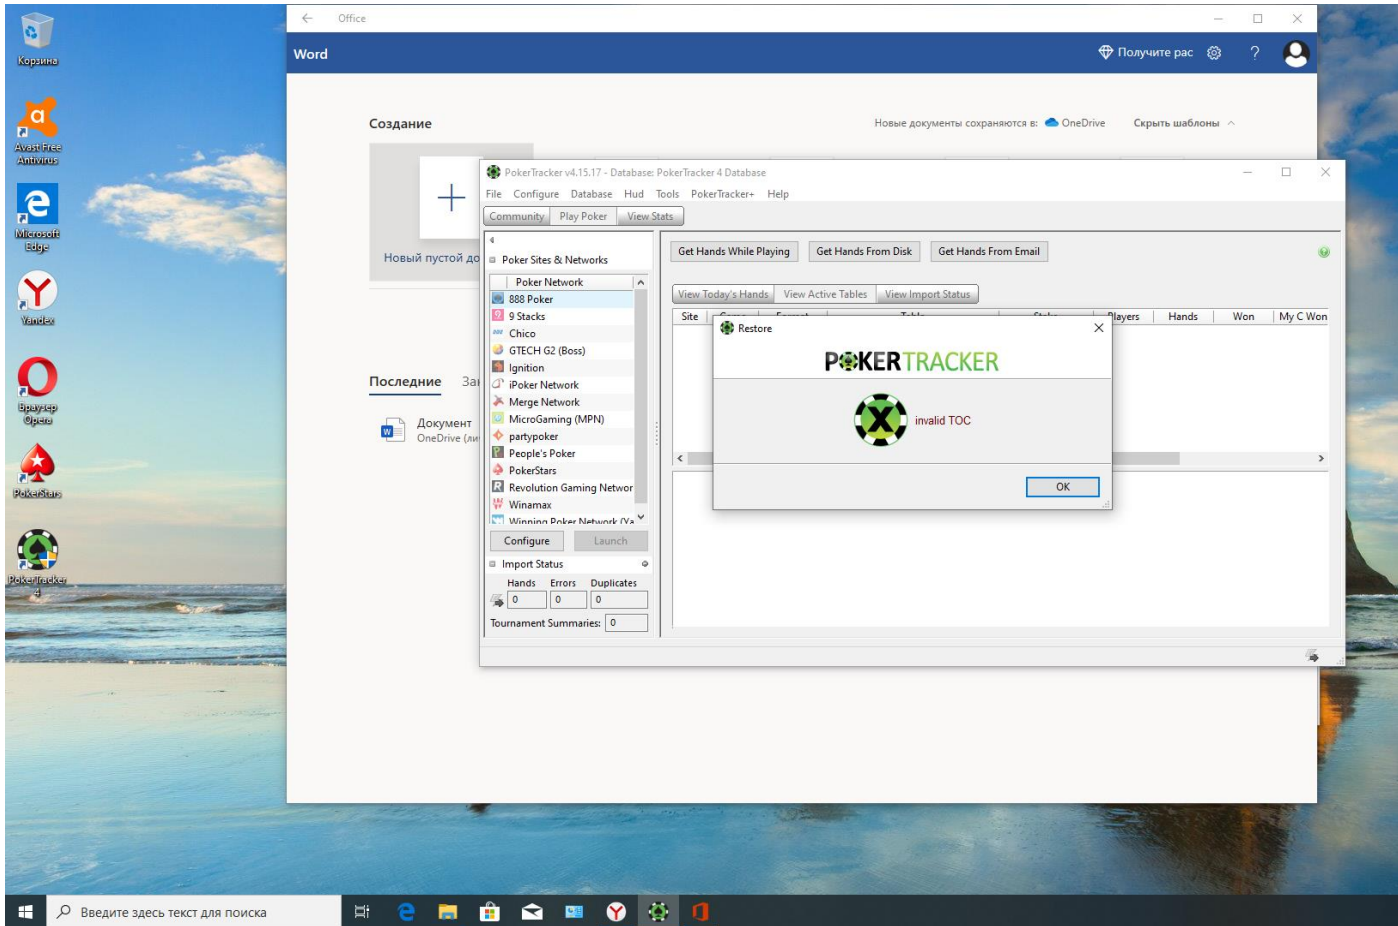 Корзина
Avast Free
Antivirus
Microsoft
Edge
Yandex
Браузер
Opera
PokerStars
PokerTracker
4
Office
Word
Получите рас
?
Создание
Новые документы сохраняются в:
OneDrive
Скрыть шаблоны
Новый пустой до
Последние
За
Документ
OneDrive (ли
PokerTracker v4.15.17 - Database: PokerTracker 4 Database
File Configure Database Hud Tools PokerTracker+ Help
Community Play Poker View Stats
Poker Sites & Networks
Poker Network
888 Poker
9 Stacks
Chico
GTECH G2 (Boss)
Ignition
iPoker Network
Merge Network
MicroGaming (MPN)
partypoker
People's Poker
PokerStars
Revolution Gaming Networ
Winamax
Winning Poker Network (Ya
Configure Launch
Import Status
Hands Errors Duplicates
0 0 0
Tournament Summaries: 0
Get Hands While Playing Get Hands From Disk Get Hands From Email
View Today's Hands View Active Tables View Import Status
Site Players Hands Won My C Won
Restore
POKERTRACKER
invalid TOC
OK
Введите здесь текст для поиска